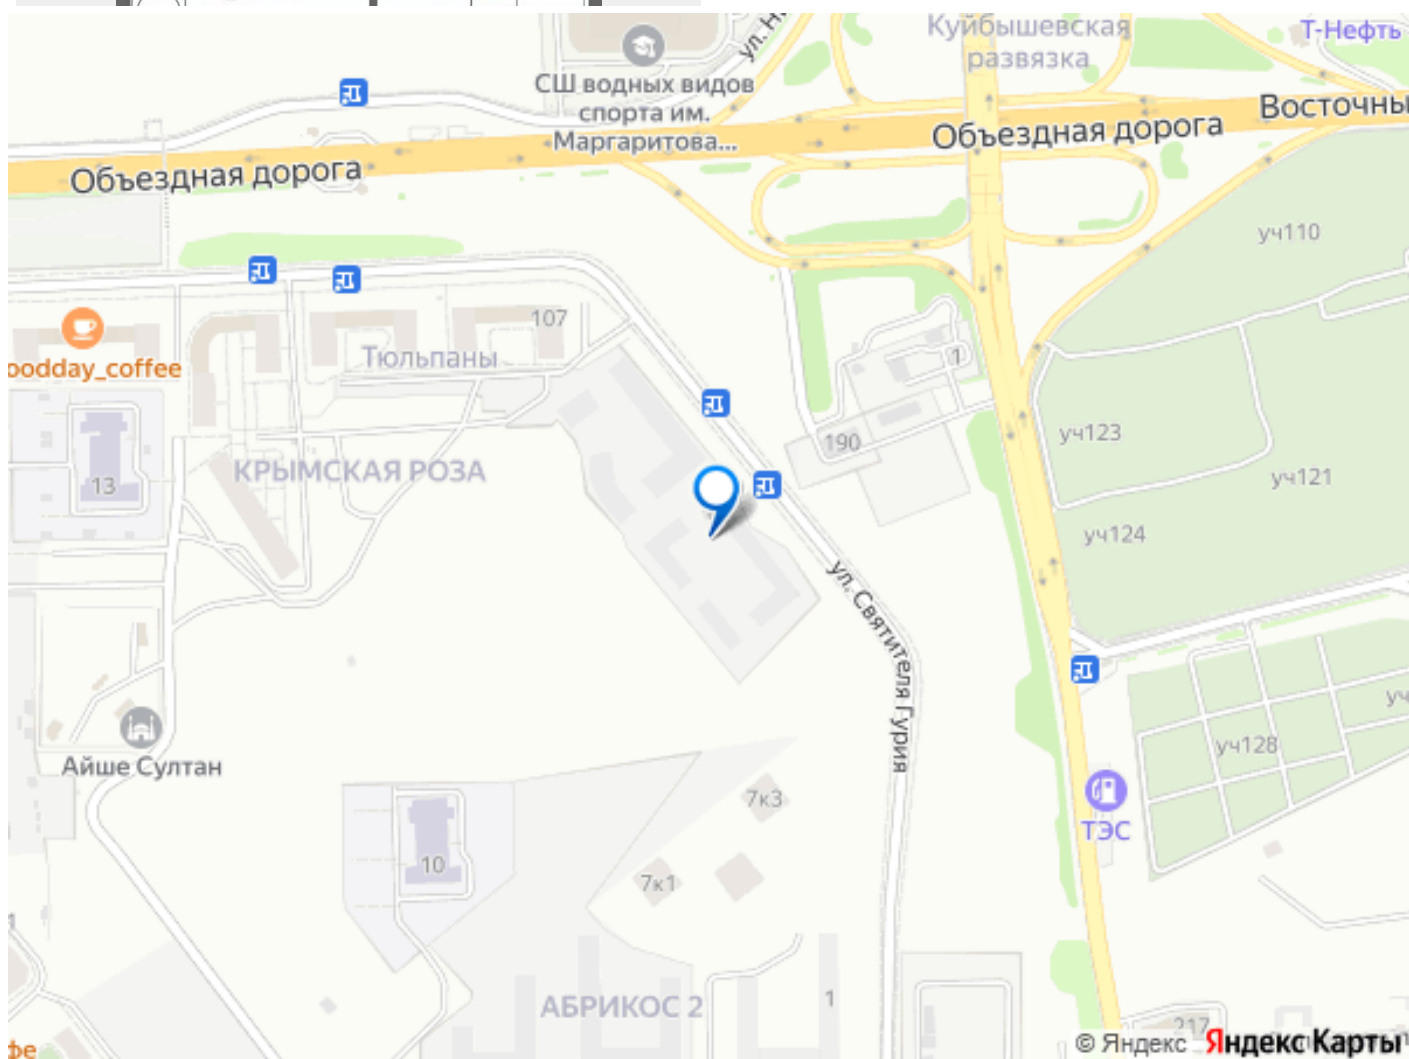 Куйбышевская
развязка
Т-Нефть
СШ водных видов
спорта им.
Маргаритова...
Объездная дорога
Восточны
Объездная дорога
уч110
107
Тюльпаны
oodday_coffee
1
190
уч123
уч121
КРЫМСКАЯ РОЗА
13
уч124
ул. Святителя Гурия
Айше Султан
уч
уч128
7к3
ТЭС
10
7к1
АБРИКОС 2
1
217
фе
© Яндекс Яндекс Карты